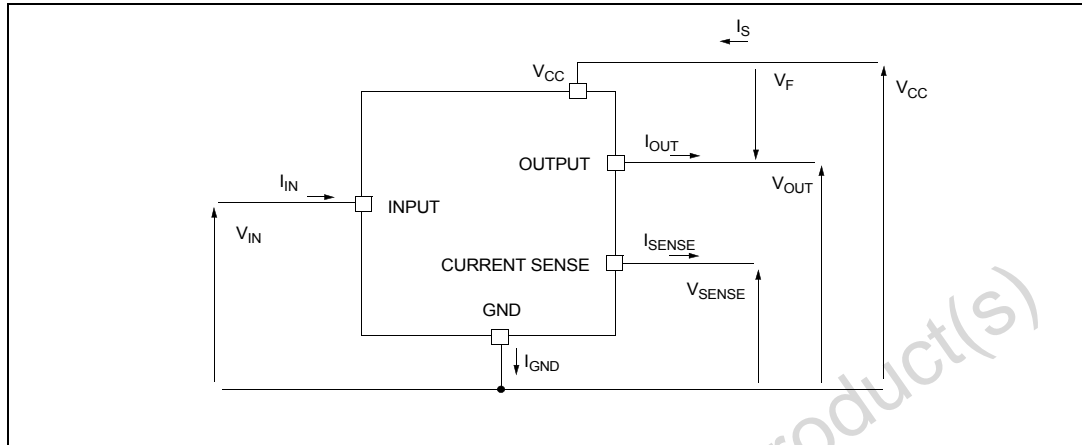 I_S
V_CC
V_F
V_CC
I_OUT
OUTPUT
V_OUT
I_IN
INPUT
V_IN
I_SENSE
CURRENT SENSE
V_SENSE
GND
I_GND
roduct(s)